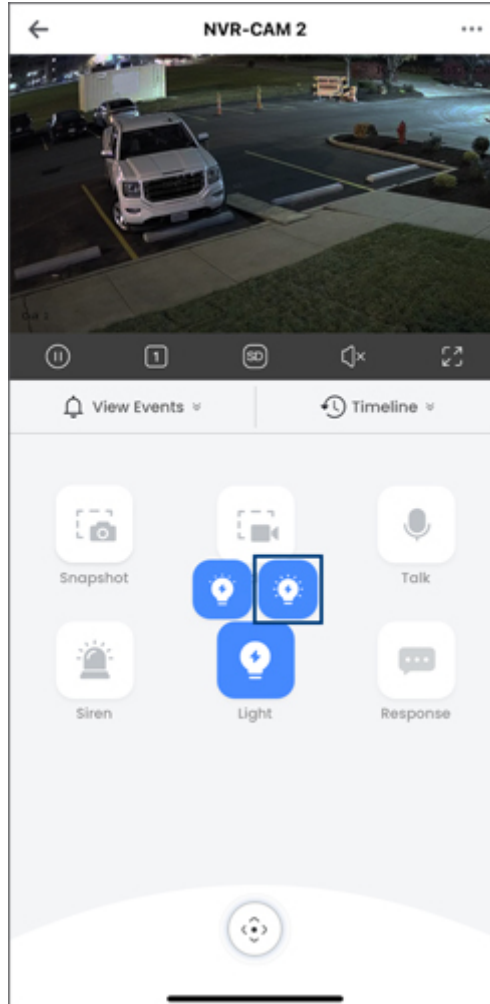 NVR-CAM 2
1
SD
View Events
Timeline
Snapshot
Talk
Siren
Light
Response